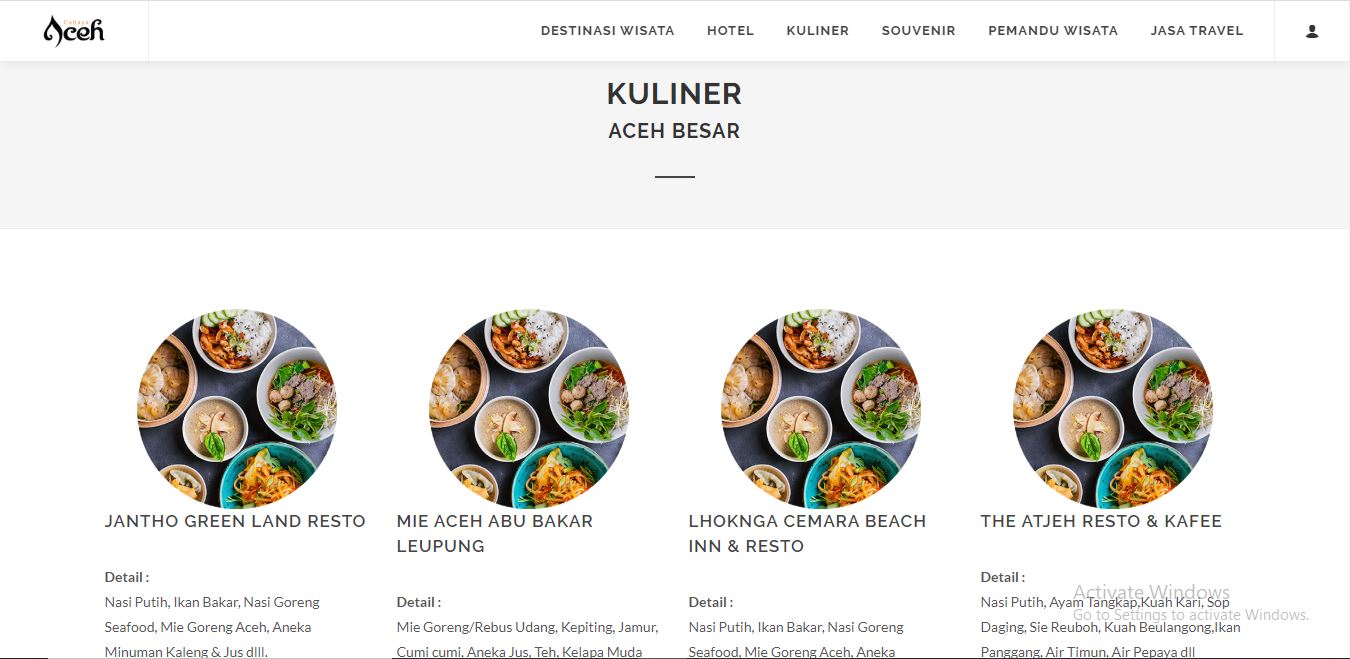 Cahaya
Aceh
DESTINASI WISATA
HOTEL
KULINER
SOUVENIR
PEMANDU WISATA
JASA TRAVEL
KULINER
ACEH BESAR
JANTHO GREEN LAND RESTO
Detail :
Nasi Putih, Ikan Bakar, Nasi Goreng
Seafood, Mie Goreng Aceh, Aneka
Minuman Kaleng & Jus dlll.
MIE ACEH ABU BAKAR
LEUPUNG
Detail :
Mie Goreng/Rebus Udang, Kepiting, Jamur,
Cumi cumi, Aneka Jus, Teh, Kelapa Muda
LHOKNGA CEMARA BEACH
INN & RESTO
Detail :
Nasi Putih, Ikan Bakar, Nasi Goreng
Seafood, Mie Goreng Aceh, Aneka
THE ATJEH RESTO & KAFEE
Detail :
Nasi Putih, Ayam Tangkap,Kuah Kari, Sop
Daging, Sie Reuboh, Kuah Beulangong,Ikan
Panggang, Air Timun, Air Pepaya dll
Activate Windows
Go to Settings to activate Windows.